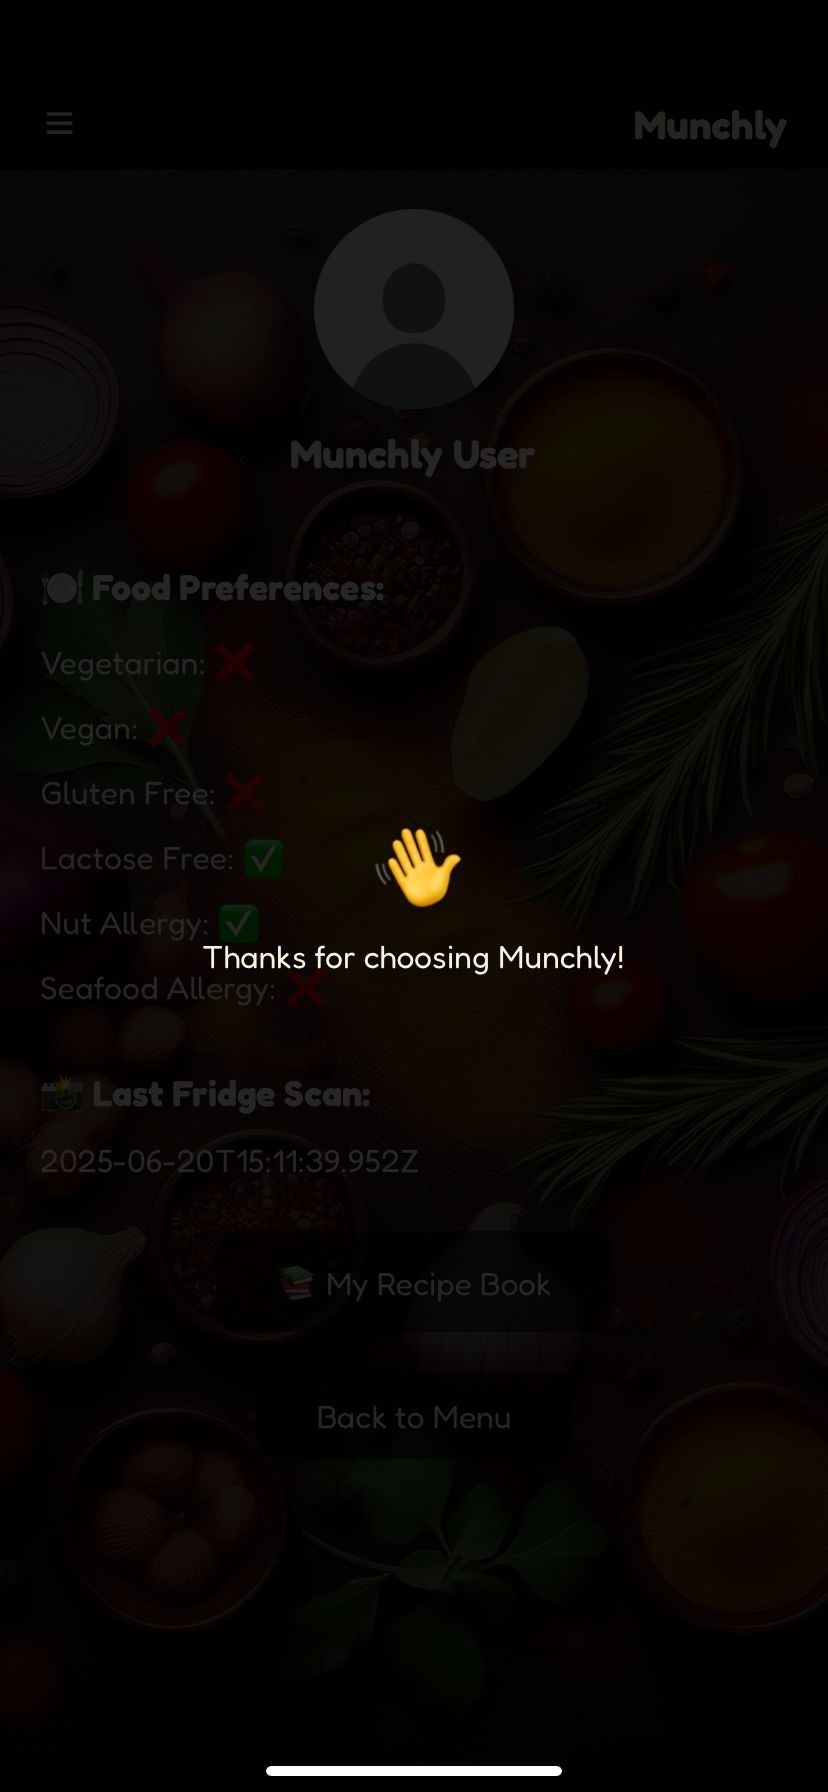 Munchly
Munchly User
🍽️ Food Preferences:
Vegetarian: ❌
Vegan: ❌
Gluten Free: ❌
Lactose Free: ✅
Nut Allergy: ✅
👋
Thanks for choosing Munchly!
Seafood Allergy: ❌
📸 Last Fridge Scan:
2025-06-20T15:11:39.952Z
📚 My Recipe Book
Back to Menu